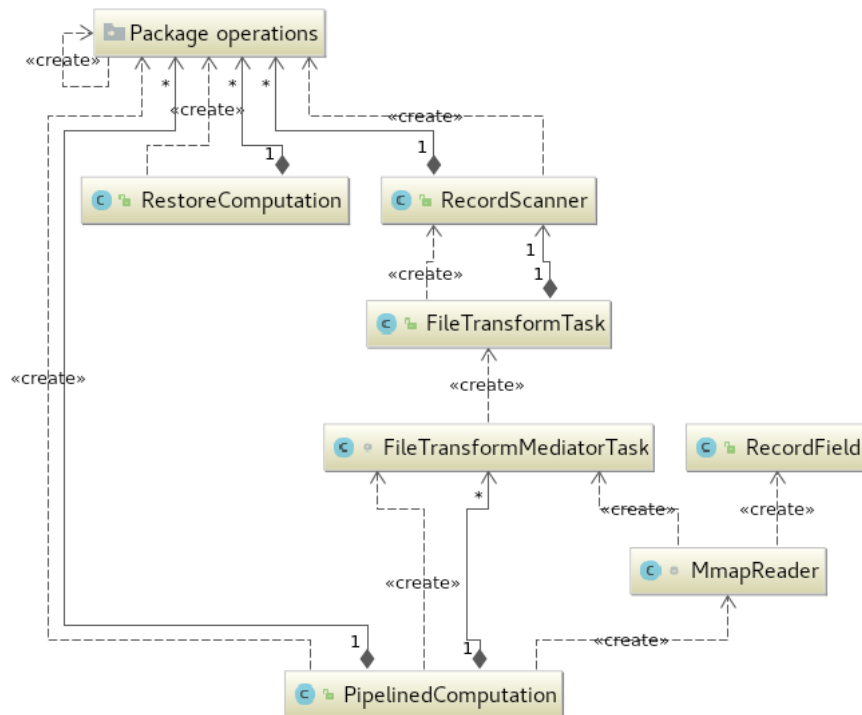 Package operations
«create»
*
*
*
«create»
«create»
1
1
C RestoreComputation
C RecordScanner
1
«create»
1
C FileTransformTask
«create»
«create»
C FileTransformMediatorTask
C RecordField
*
«create»
«create»
C MmapReader
«create»
1
1
«create»
C PipelinedComputation